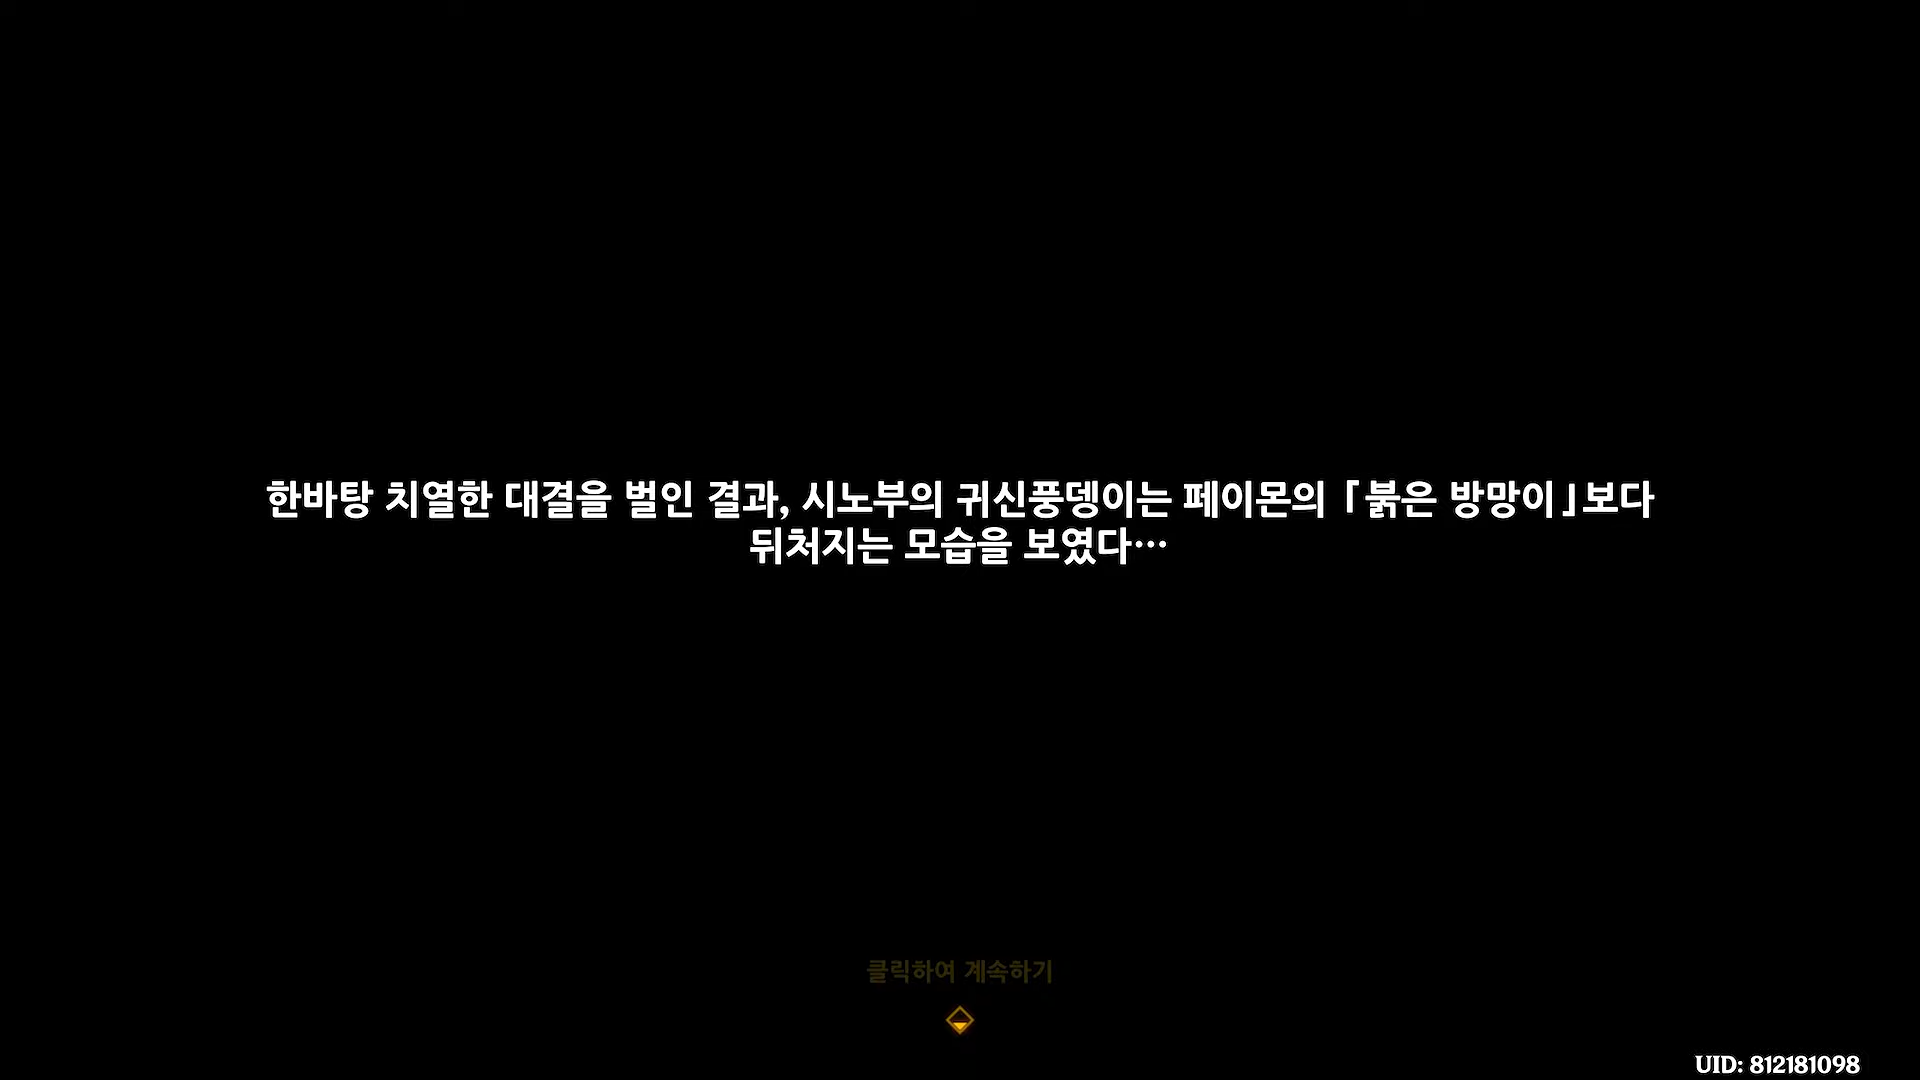 한바탕 치열한 대결을 벌인 결과, 시노부의 귀신풍뎅이는 페이몬의 「붉은 방망이」보다
뒤처지는 모습을 보였다…
클릭하여 계속하기
UID: 812181098